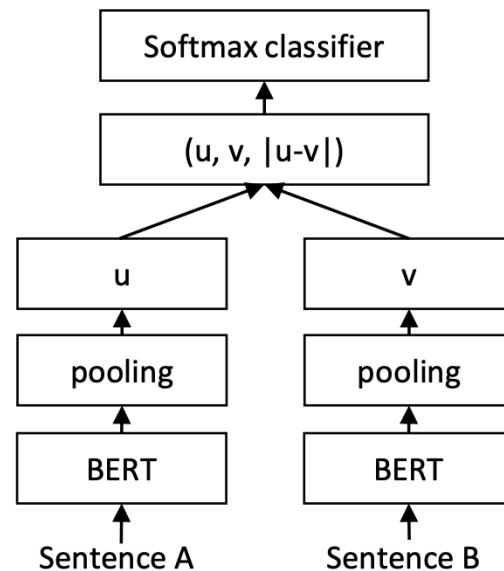 Softmax classifier
(u, v, |u-v|)
u
v
pooling
pooling
BERT
BERT
Sentence A
Sentence B